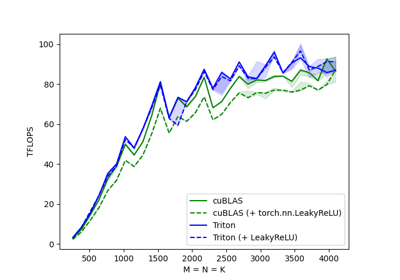 100
80
60
40
20
0
TFLOPS
500 1000 1500 2000 2500 3000 3500 4000
M = N = K
cuBLAS
cuBLAS (+ torch.nn.LeakyReLU)
Triton
Triton (+ LeakyReLU)